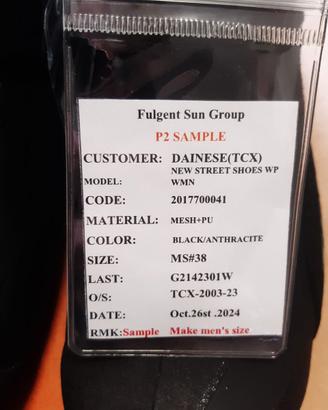 Fulgent Sun Group
P2 SAMPLE
CUSTOMER: DAINESE(TCX)
NEW STREET SHOES WP
MODEL: WMN
CODE: 2017700041
MATERIAL: MESH+PU
COLOR: BLACK/ANTHRACITE
SIZE: MS#38
LAST: G2142301W
O/S: TCX-2003-23
DATE: Oct.26st .2024
RMK:Sample Make men's size